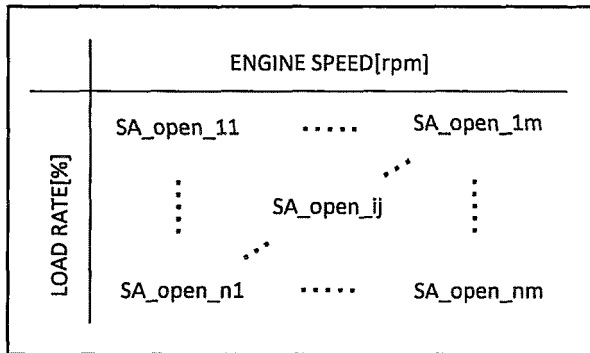 ENGINE SPEED[rpm]
LOAD RATE[%]
SA_open_11 ..... SA_open_1m
SA_open_ij
SA_open_n1 ..... SA_open_nm